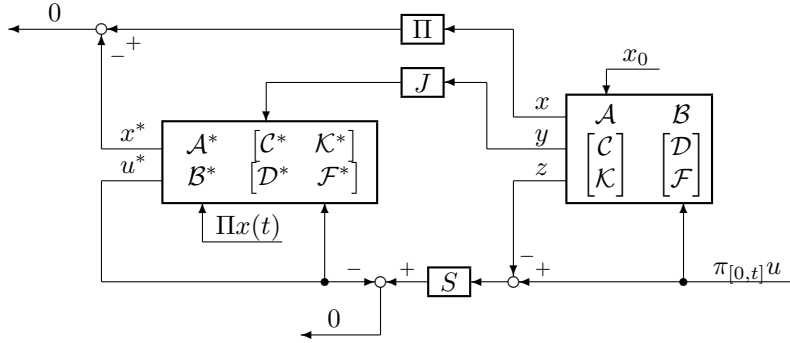 0
+
−
Π
x₀
J
x
𝒜 ℬ
x*
𝒜* [𝒞* 𝒦*]
y
[𝒞] [𝒟]
u*
ℬ* [𝒟* ℱ*]
z
[𝒦] [ℱ]
Πx(t)
−
−
+
S
+
π[0,t]u
0